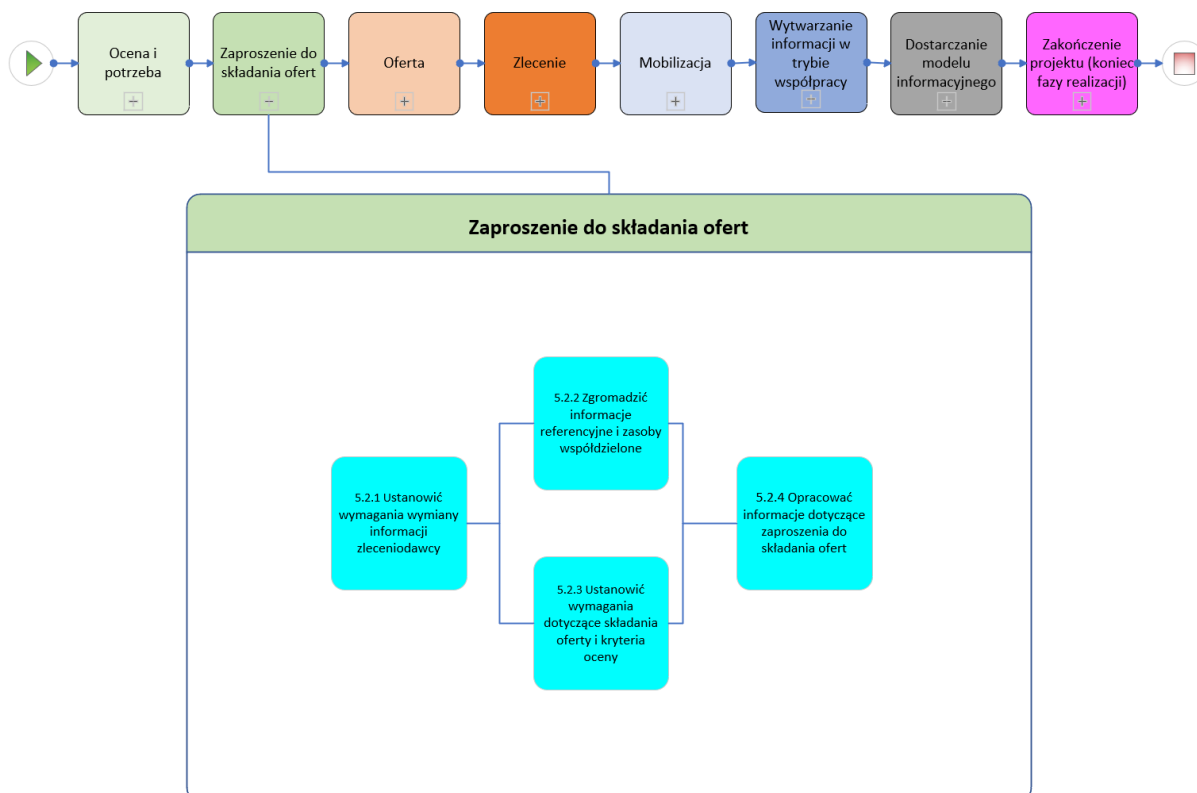 Ocena i
potrzeba
Zaproszenie do
składania ofert
Oferta
Zlecenie
Mobilizacja
Wytwarzanie
informacji w
trybie
współpracy
Dostarczanie
modelu
informacyjnego
Zakończenie
projektu (koniec
fazy realizacji)
Zaproszenie do składania ofert
5.2.1 Ustanowić
wymagania wymiany
informacji
zleceniodawcy
5.2.2 Zgromadzić
informacje
referencyjne i zasoby
współdzielone
5.2.3 Ustanowić
wymagania
dotyczące składania
oferty i kryteria
oceny
5.2.4 Opracować
informacje dotyczące
zaproszenia do
składania ofert